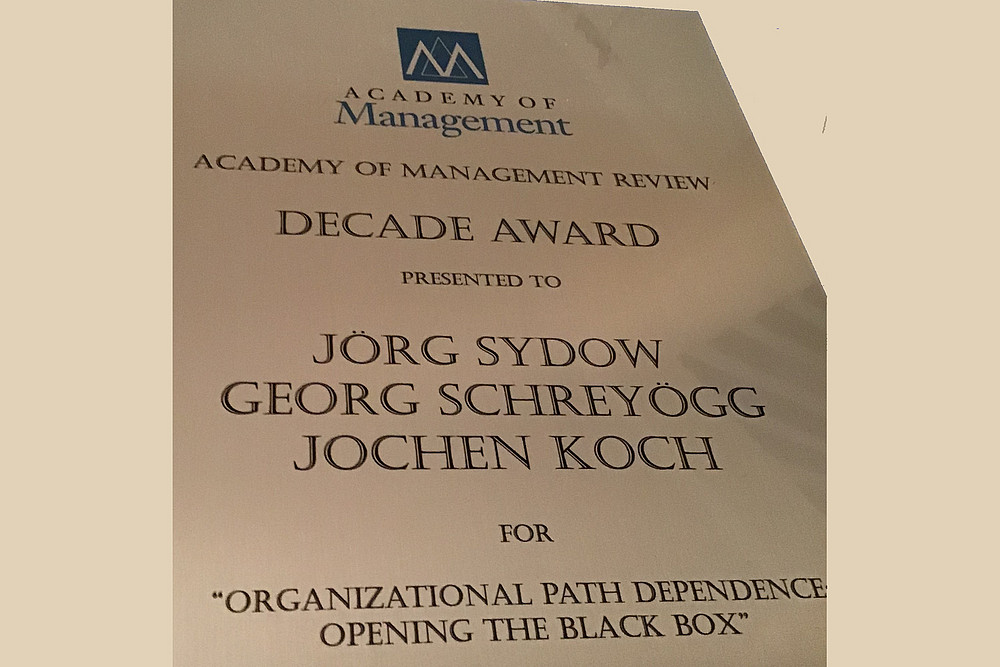 ACADEMY OF
Management
ACADEMY OF MANAGEMENT REVIEW
DECADE AWARD
PRESENTED TO
JÖRG SYDOW
GEORG SCHREYÖGG
JOCHEN KOCH
FOR
“ORGANIZATIONAL PATH DEPENDENCE:
OPENING THE BLACK BOX”